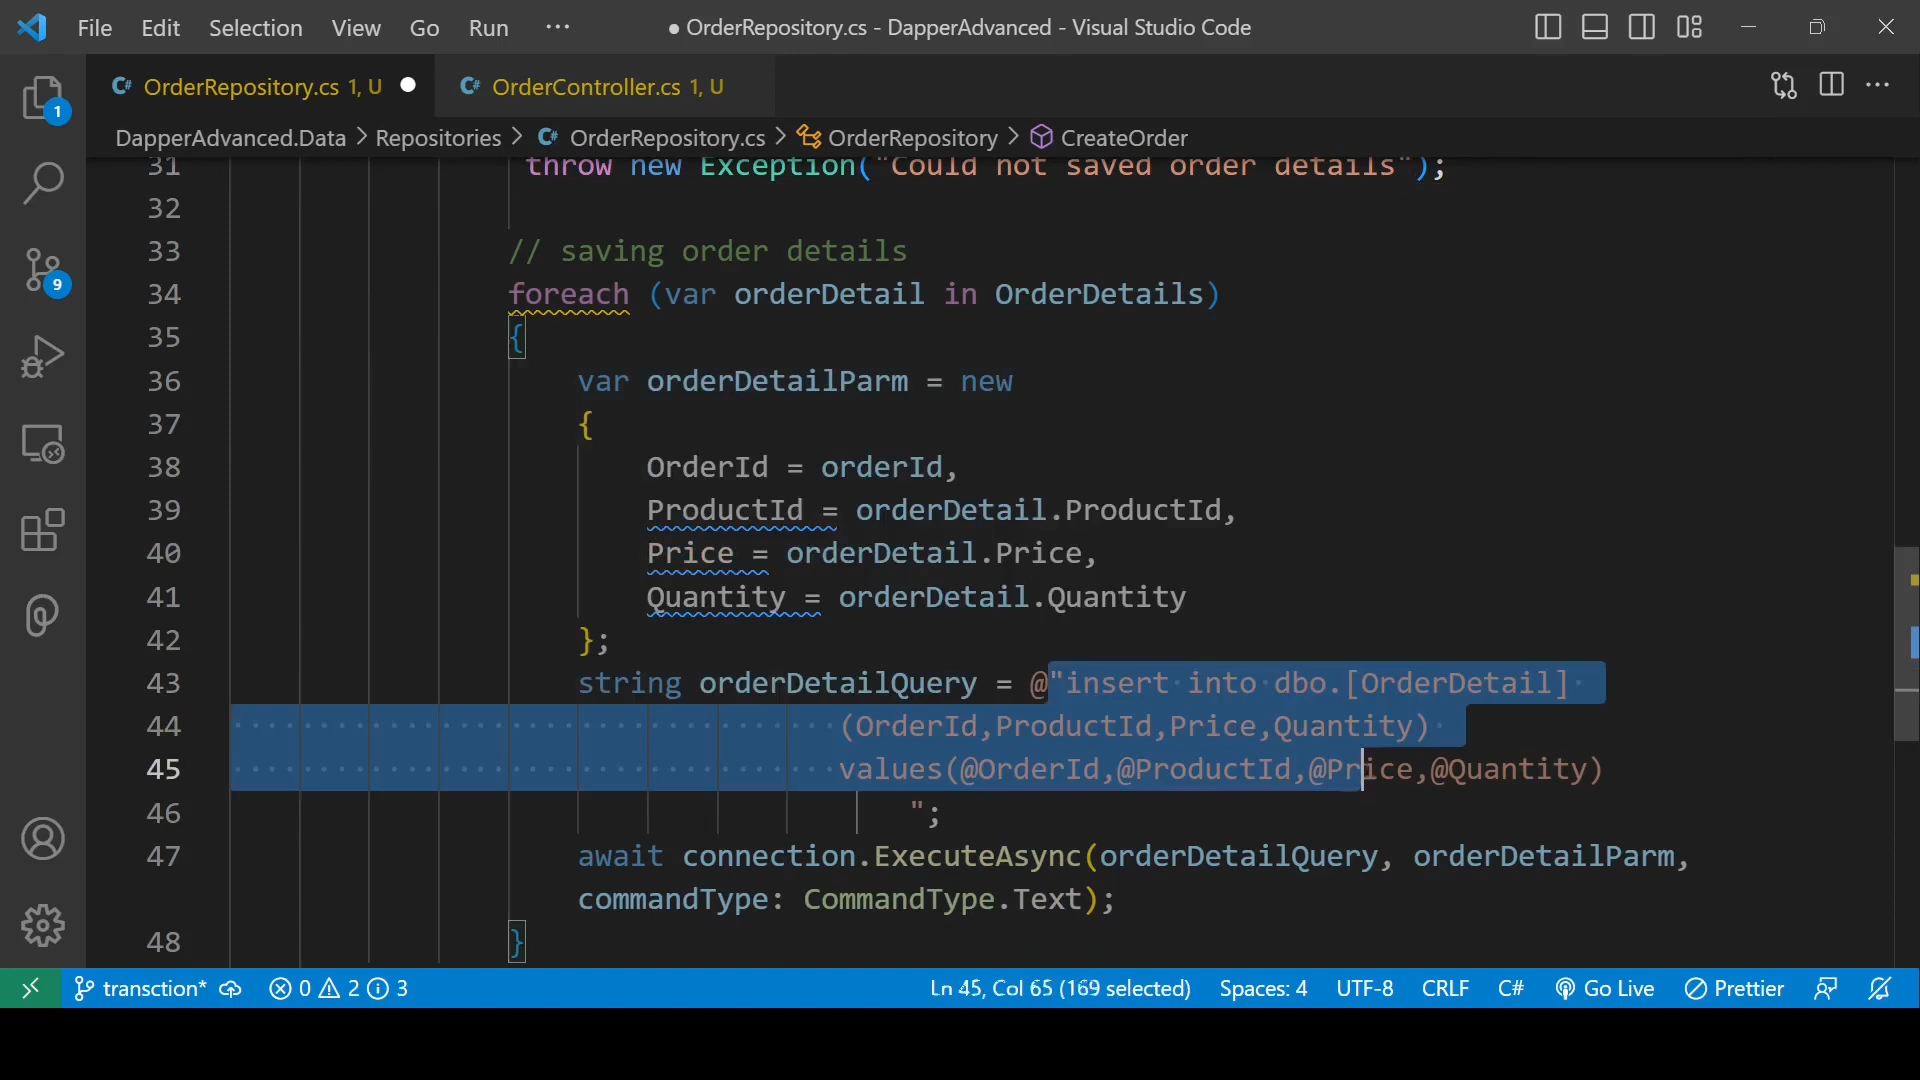 File Edit Selection View Go Run ··· ● OrderRepository.cs - DapperAdvanced - Visual Studio Code
C# OrderRepository.cs 1, U ● C# OrderController.cs 1, U ···
1
DapperAdvanced.Data > Repositories > C# OrderRepository.cs > OrderRepository > CreateOrder
31 throw new Exception("Could not saved order details");
32
33 // saving order details
9
34 foreach (var orderDetail in OrderDetails)
35 {
36 var orderDetailParm = new
37 {
38 OrderId = orderId,
39 ProductId = orderDetail.ProductId,
40 Price = orderDetail.Price,
41 Quantity = orderDetail.Quantity
42 };
43 string orderDetailQuery = @"insert into dbo.[OrderDetail]
44 (OrderId,ProductId,Price,Quantity)
45 values(@OrderId,@ProductId,@Price,@Quantity)
46 ";
47 await connection.ExecuteAsync(orderDetailQuery, orderDetailParm,
commandType: CommandType.Text);
48 }
transction* 0 2 3 Ln 45, Col 65 (169 selected) Spaces: 4 UTF-8 CRLF C# Go Live Prettier